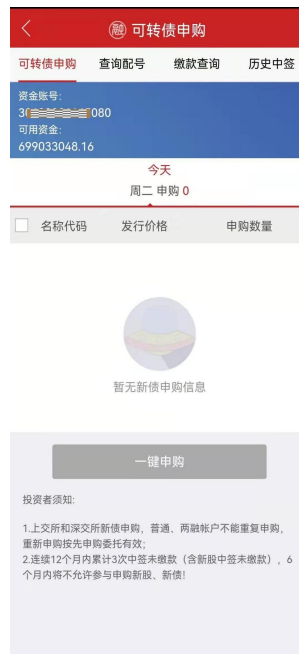 融 可转债申购
可转债申购 查询配号 缴款查询 历史中签
资金账号:
080
可用资金:
699033048.16
今天
周二 申购 0
名称代码 发行价格 申购数量
暂无新债申购信息
一键申购
投资者须知:
1.上交所和深交所新债申购，普通、两融帐户不能重复申购，
重新申购按先申购委托有效;
2.连续12个月内累计3次中签未缴款（含新股中签未缴款），6
个月内将不允许参与申购新股、新债!